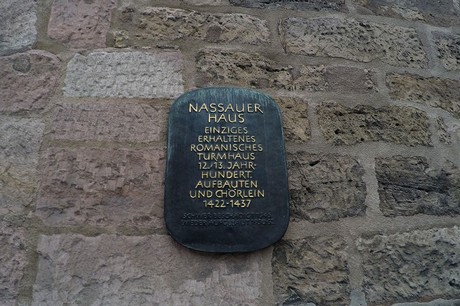 NASSAUER
HAUS
EINZIGES
ERHALTENES
ROMANISCHES
TURMHAUS
12./13. JAHR-
HUNDERT.
AUFBAUTEN
UND CHÖRLEIN
1422-1437